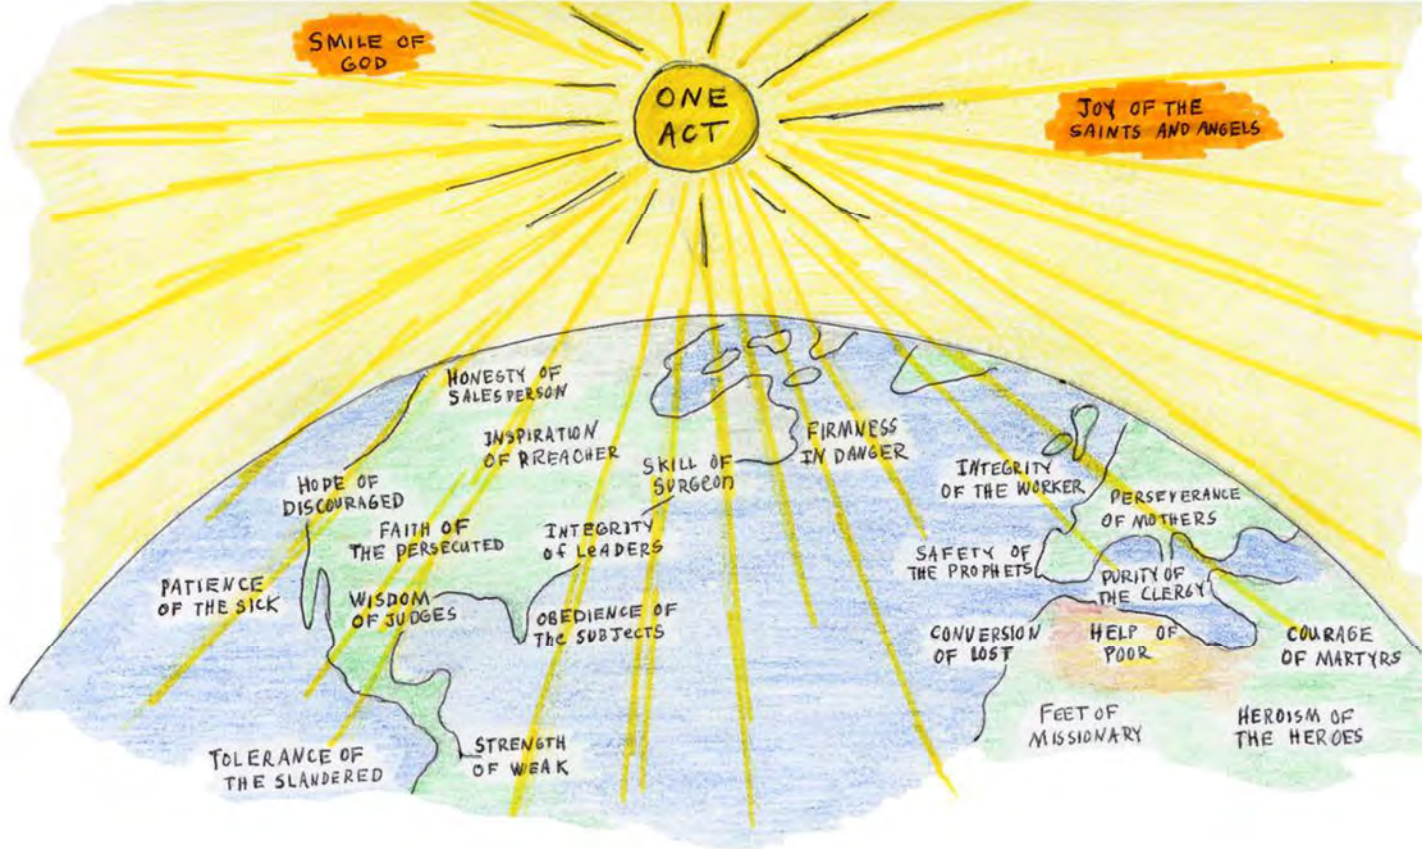 SMILE OF
GOD
ONE
ACT
JOY OF THE
SAINTS AND ANGELS
HONESTY OF
SALESPERSON
INSPIRATION
OF PREACHER
FIRMNESS
IN DANGER
SKILL OF
SURGEON
INTEGRITY
OF THE WORKER
HOPE OF
DISCOURAGED
PERSEVERANCE
OF MOTHERS
FAITH OF
THE PERSECUTED
INTEGRITY
OF LEADERS
SAFETY OF
THE PROPHETS
PATIENCE
OF THE SICK
WISDOM
OF JUDGES
PURITY OF
THE CLERGY
OBEDIENCE OF
The SUBJECTS
CONVERSION
OF LOST
HELP OF
POOR
COURAGE
OF MARTYRS
FEET OF
MISSIONARY
HEROISM OF
THE HEROES
TOLERANCE OF
THE SLANDERED
STRENGTH
OF WEAK